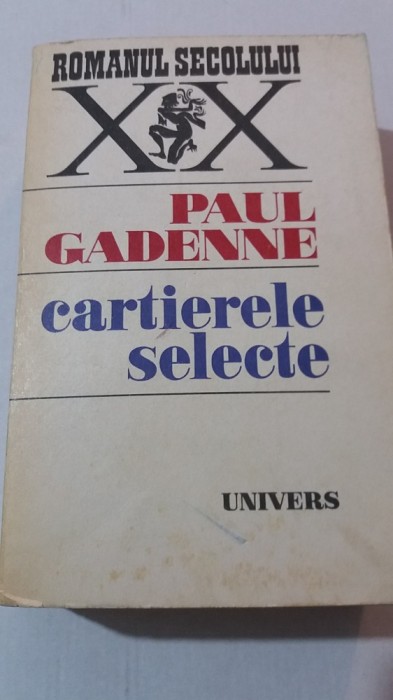 ROMANUL SECOLULUI
XX
PAUL
GADENNE
cartierele
selecte
UNIVERS